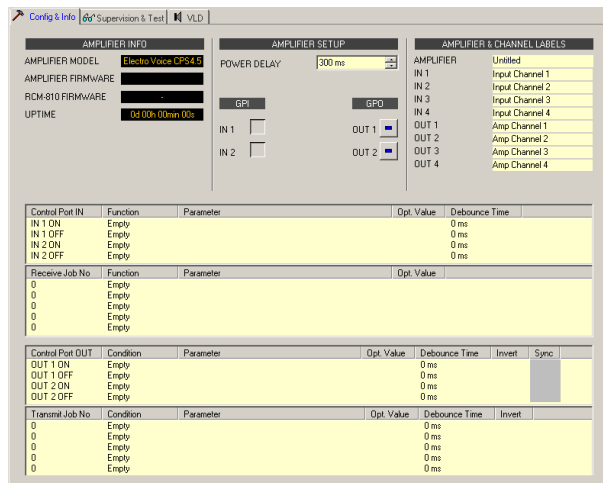 Config & Info Supervision & Test VLD
AMPLIFIER INFO
AMPLIFIER MODEL Electro Voice CPS4.5
AMPLIFIER FIRMWARE
RCM-810 FIRMWARE -
UPTIME 0d 00h 00min 00s
AMPLIFIER SETUP
POWER DELAY 300 ms
GPI GPO
IN 1 OUT 1
IN 2 OUT 2
AMPLIFIER & CHANNEL LABELS
AMPLIFIER Untitled
IN 1 Input Channel 1
IN 2 Input Channel 2
IN 3 Input Channel 3
IN 4 Input Channel 4
OUT 1 Amp Channel 1
OUT 2 Amp Channel 2
OUT 3 Amp Channel 3
OUT 4 Amp Channel 4
Control Port IN Function Parameter Opt. Value Debounce Time
IN 1 ON Empty 0 ms
IN 1 OFF Empty 0 ms
IN 2 ON Empty 0 ms
IN 2 OFF Empty 0 ms
Receive Job No Function Parameter Opt. Value
0 Empty
0 Empty
0 Empty
0 Empty
0 Empty
Control Port OUT Condition Parameter Opt. Value Debounce Time Invert Sync
OUT 1 ON Empty 0 ms
OUT 1 OFF Empty 0 ms
OUT 2 ON Empty 0 ms
OUT 2 OFF Empty 0 ms
Transmit Job No Condition Parameter Opt. Value Debounce Time Invert
0 Empty 0 ms
0 Empty 0 ms
0 Empty 0 ms
0 Empty 0 ms
0 Empty 0 ms